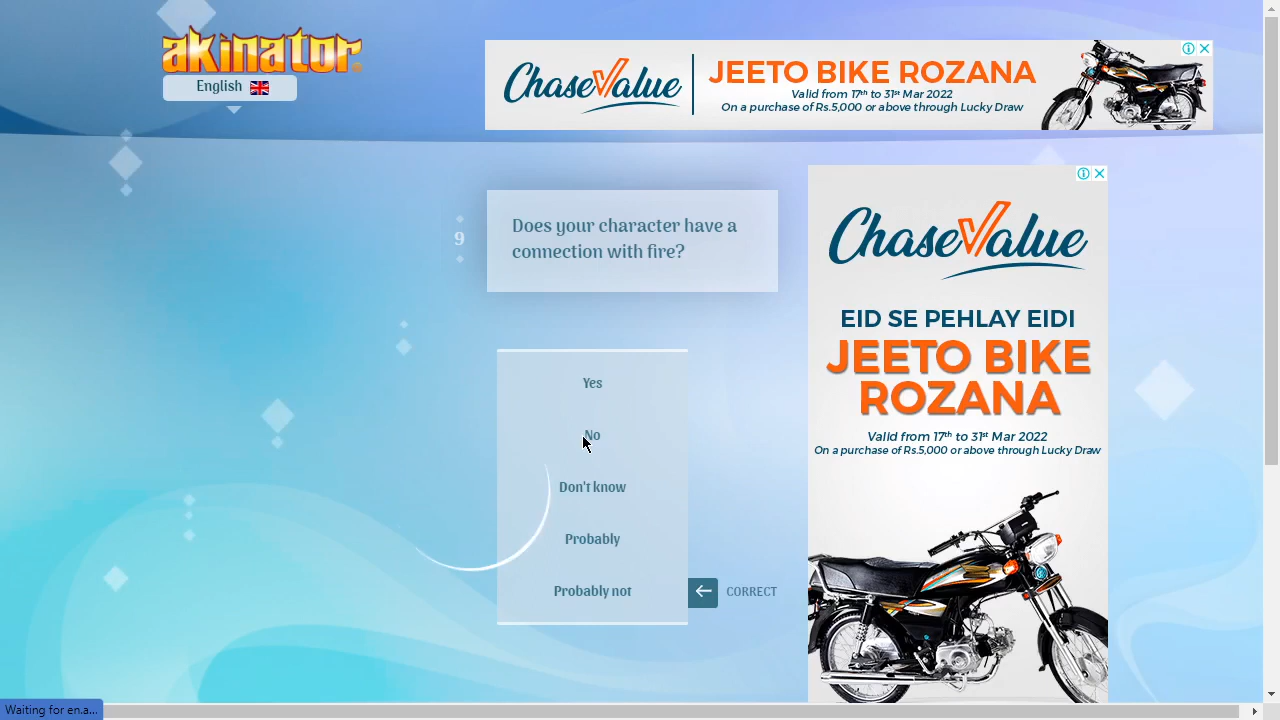 akinator
English
ChaseValue
JEETO BIKE ROZANA
Valid from 17th to 31st Mar 2022
On a purchase of Rs.5,000 or above through Lucky Draw
9
Does your character have a
connection with fire?
Yes
No
Don't know
Probably
Probably not
CORRECT
ChaseValue
EID SE PEHLAY EIDI
JEETO BIKE
ROZANA
Valid from 17th to 31st Mar 2022
On a purchase of Rs.5,000 or above through Lucky Draw
Waiting for en.a...